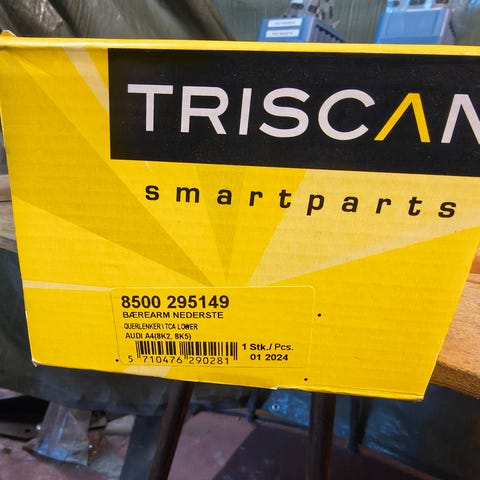 TRISCAN
smartparts
8500 295149
BÆREARM NEDERSTE
QUERLENKER \ TCA LOWER
AUDI A4(8K2, 8K5)
1 Stk./ Pcs.
5 710476 290281
01 2024